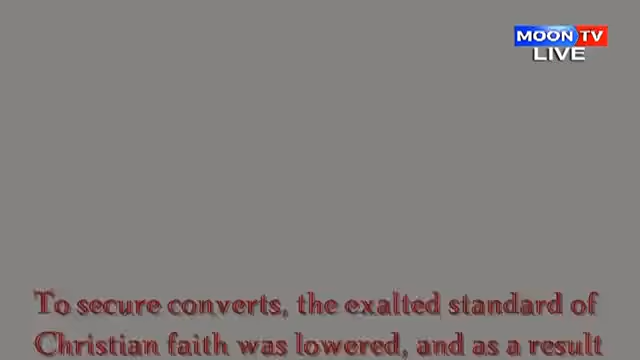 MOON TV
LIVE
To secure converts, the exalted standard of
Christian faith was lowered, and as a result